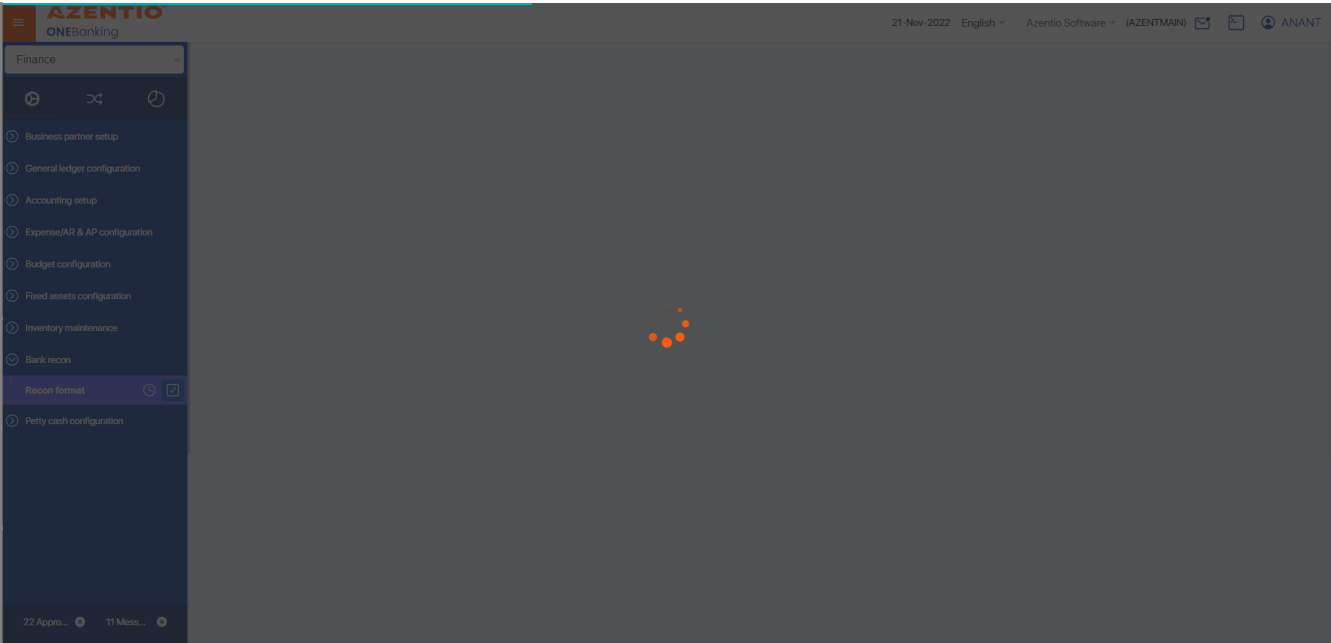 AZENTIO
ONEBanking
21-Nov-2022 English Azentio Software (AZENTMAIN) ANANT
Finance
Business partner setup
General ledger configuration
Accounting setup
Expense/AR & AP configuration
Budget configuration
Fixed assets configuration
Inventory maintenance
Bank recon
Recon format
Petty cash configuration
22 Appro... 11 Mess...